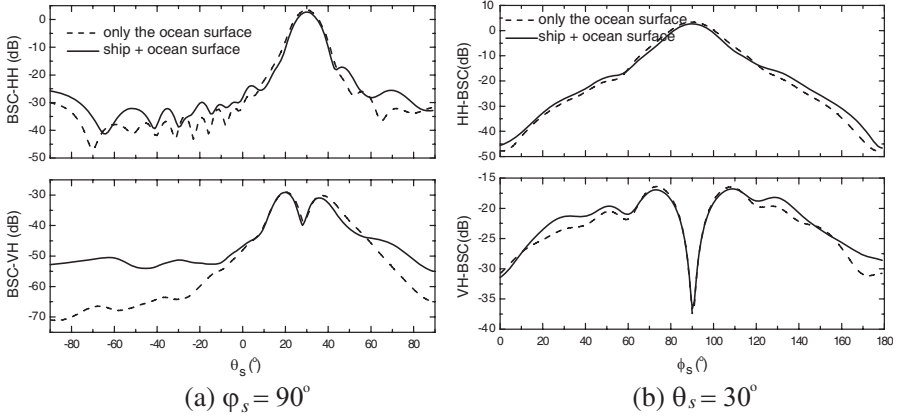 only the ocean surface
ship + ocean surface
BSC-HH (dB)
0
-10
-20
-30
-40
-50
BSC-VH (dB)
-30
-40
-50
-60
-70
-80 -60 -40 -20 0 20 40 60 80
θs (°)
(a) φs = 90°
only the ocean surface
ship + ocean surface
HH-BSC(dB)
10
0
-10
-20
-30
-40
-50
VH-BSC(dB)
-15
-20
-25
-30
-35
-40
0 20 40 60 80 100 120 140 160 180
ϕs (°)
(b) θs = 30°